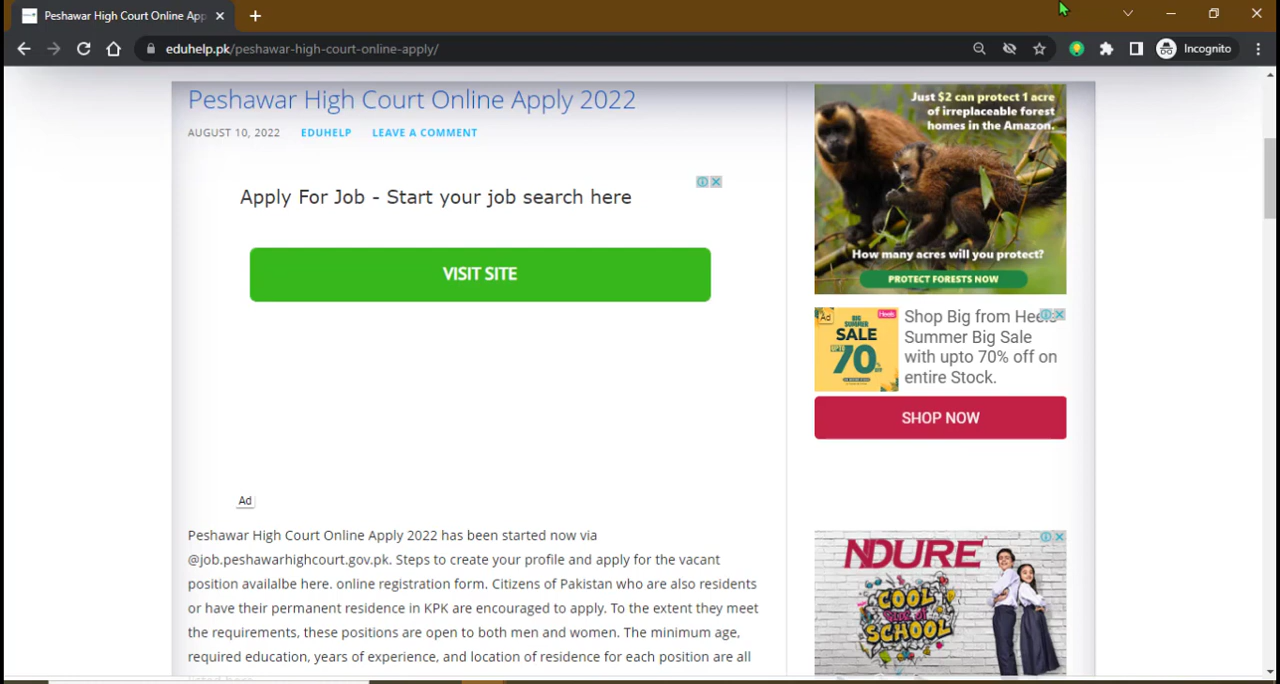 Peshawar High Court Online App
eduhelp.pk/peshawar-high-court-online-apply/
Incognito
Peshawar High Court Online Apply 2022
AUGUST 10, 2022 EDUHELP LEAVE A COMMENT
Apply For Job - Start your job search here
VISIT SITE
Ad
Peshawar High Court Online Apply 2022 has been started now via
@job.peshawarhighcourt.gov.pk. Steps to create your profile and apply for the vacant
position availalbe here online registration form. Citizens of Pakistan who are also residents
or have their permanent residence in KPK are encouraged to apply. To the extent they meet
the requirements, these positions are open to both men and women. The minimum age,
required education, years of experience, and location of residence for each position are all
Just $2 can protect 1 acre
of irreplaceable forest
homes in the Amazon.
How many acres will you protect?
PROTECT FORESTS NOW
Ad
Heels
BIG
SUMMER
SALE
UPTO
70%
OFF
Shop Big from Heels
Summer Big Sale
with upto 70% off on
entire Stock.
SHOP NOW
NDURE
COOL
SCHOOL